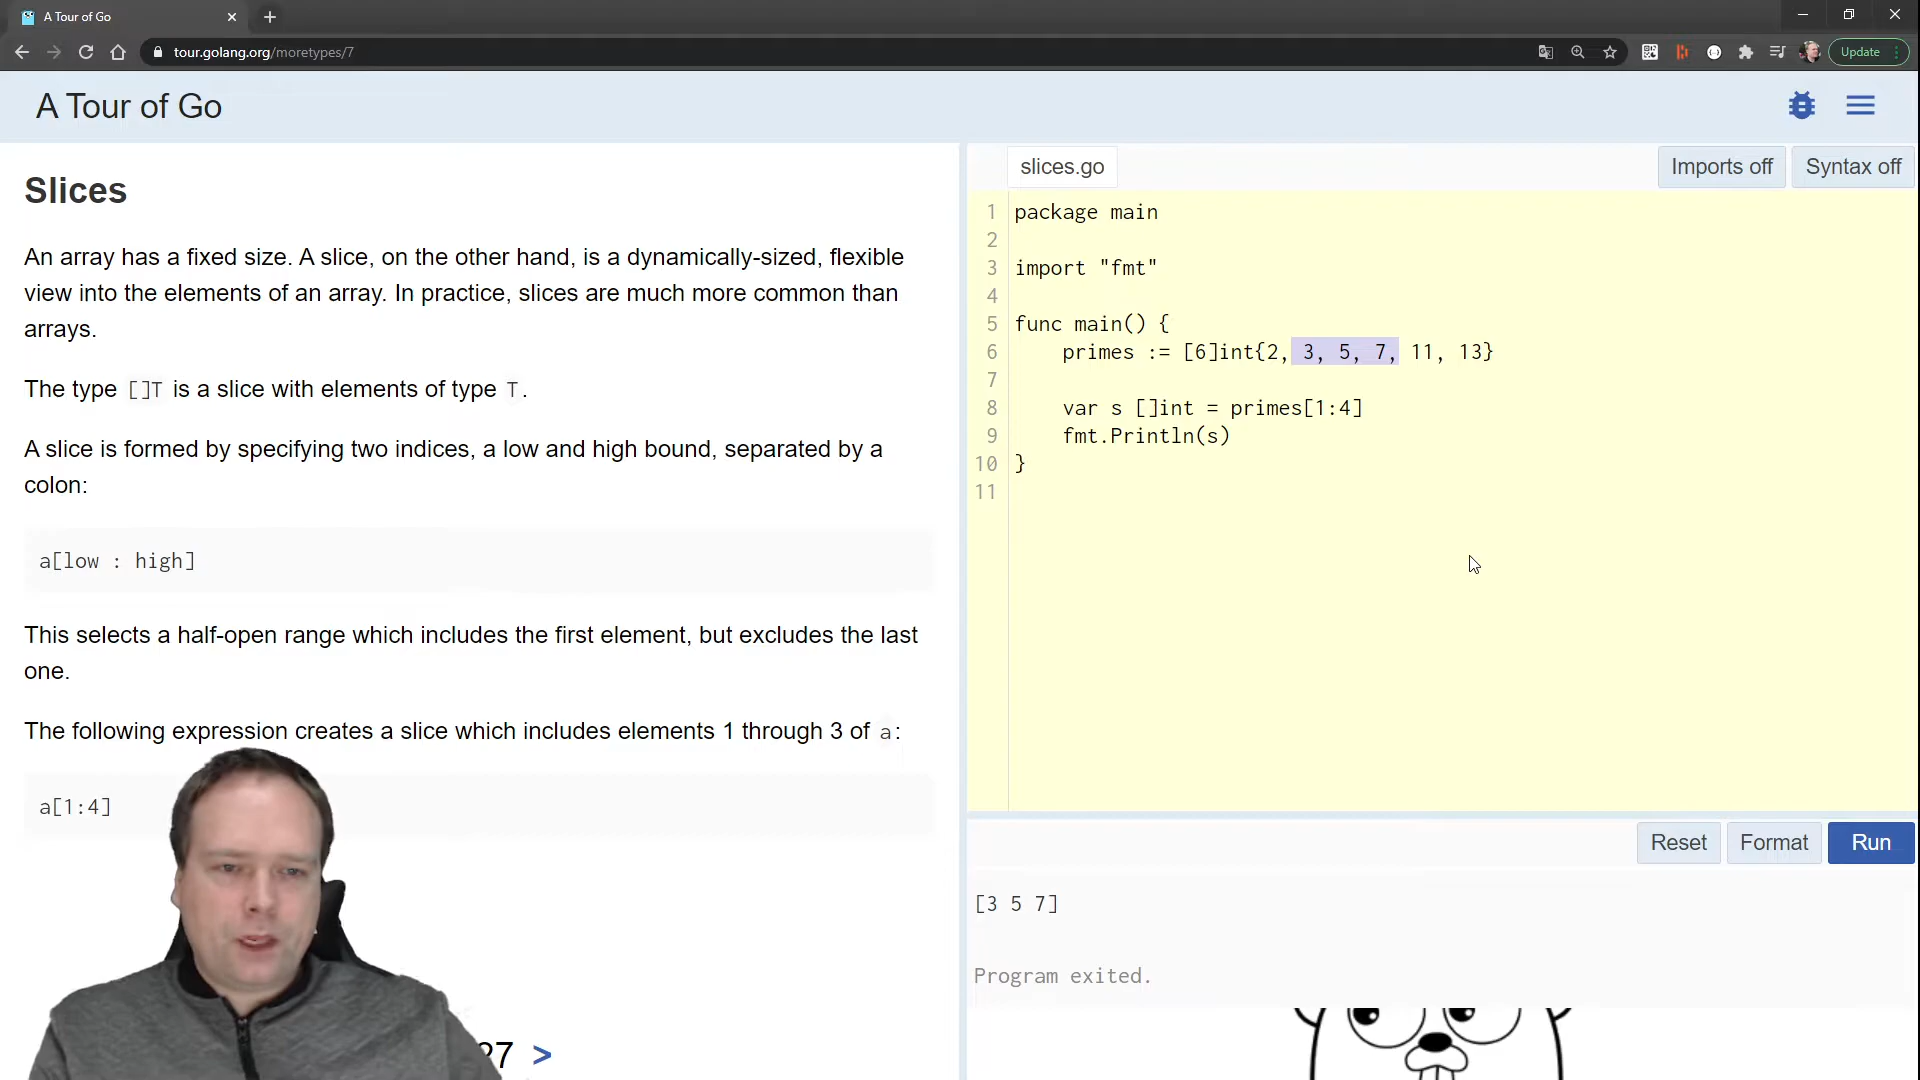 A Tour of Go
tour.golang.org/moretypes/7
Update
A Tour of Go
Slices
An array has a fixed size. A slice, on the other hand, is a dynamically-sized, flexible
view into the elements of an array. In practice, slices are much more common than
arrays.
The type []T is a slice with elements of type T.
A slice is formed by specifying two indices, a low and high bound, separated by a
colon:
a[low : high]
This selects a half-open range which includes the first element, but excludes the last
one.
The following expression creates a slice which includes elements 1 through 3 of a:
a[1:4]
27 >
slices.go
Imports off
Syntax off
1 package main
2
3 import "fmt"
4
5 func main() {
6 primes := [6]int{2, 3, 5, 7, 11, 13}
7
8 var s []int = primes[1:4]
9 fmt.Println(s)
10 }
11
Reset
Format
Run
[3 5 7]
Program exited.